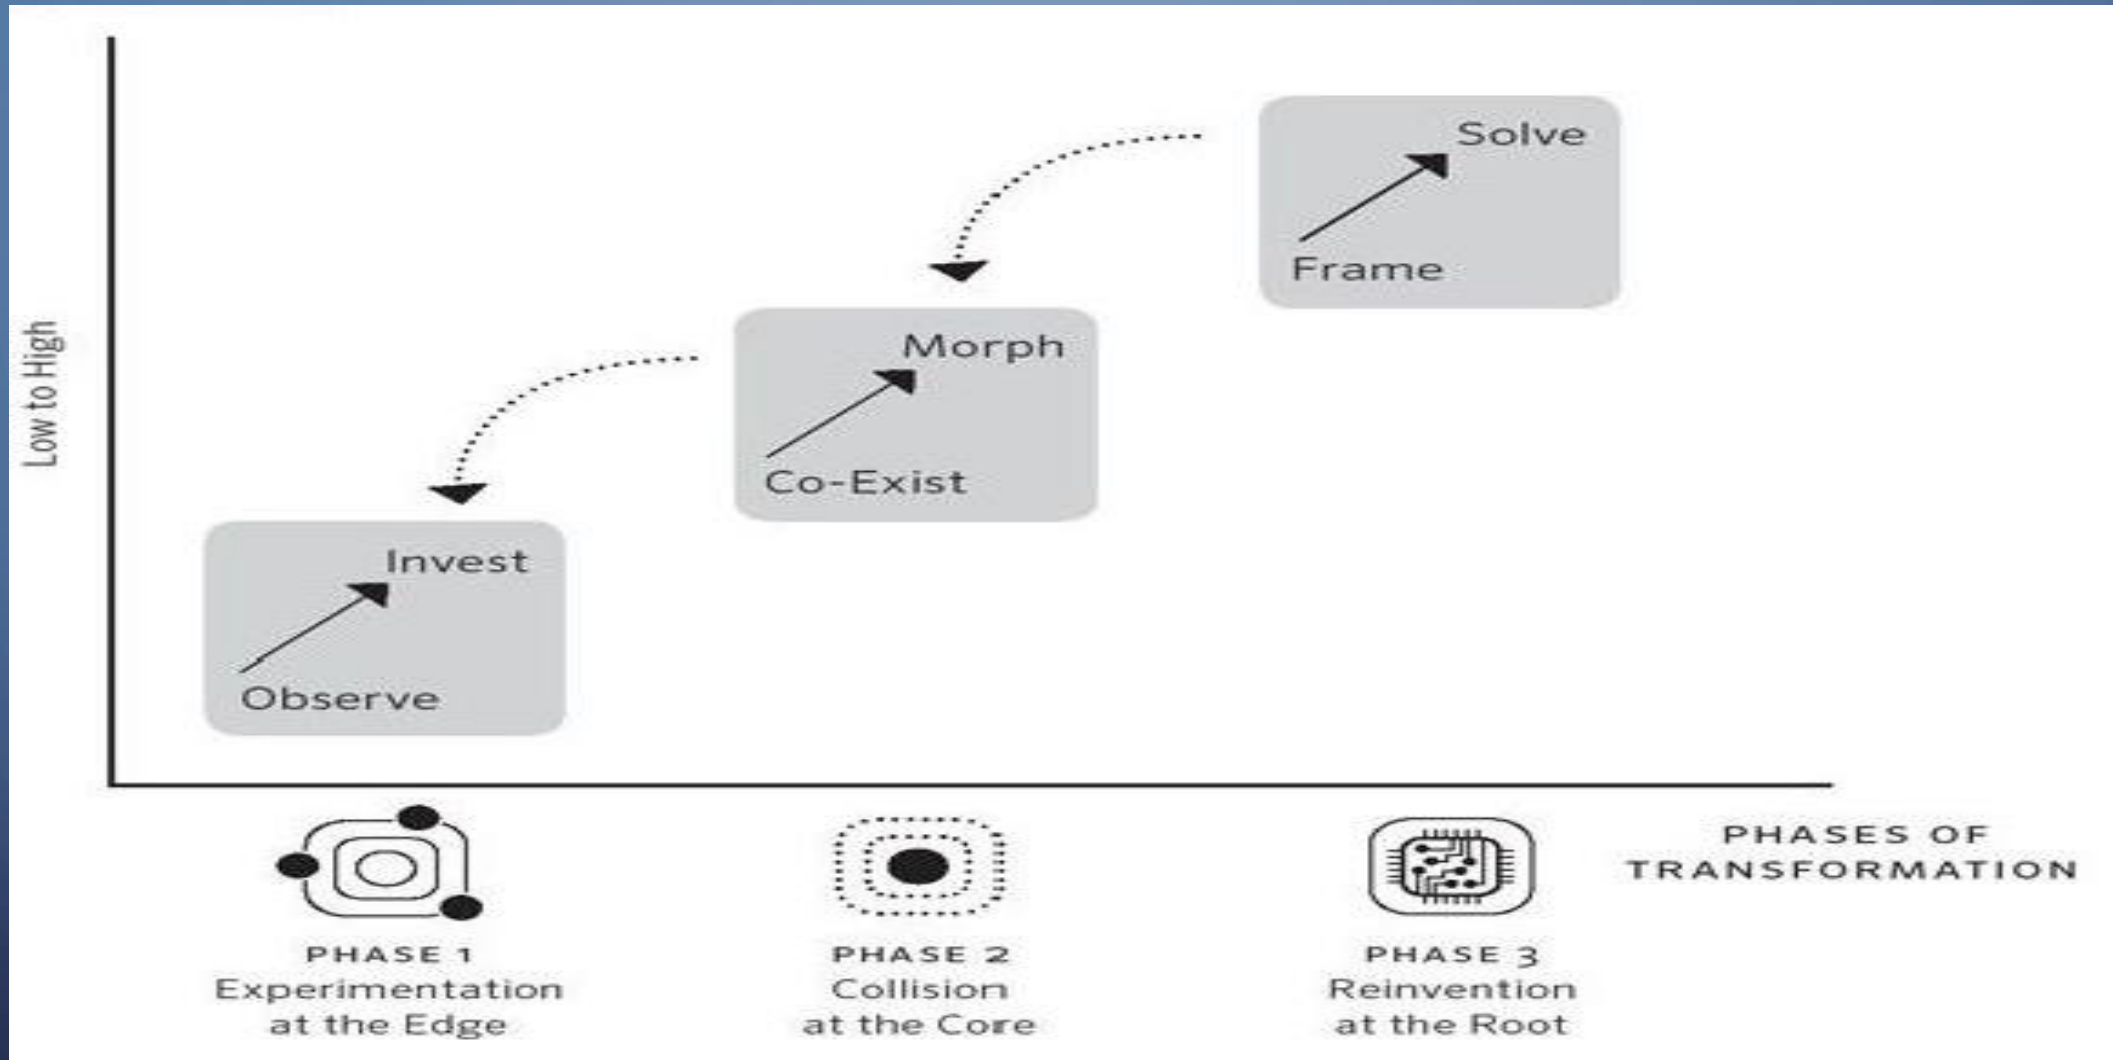 Low to High
Solve
Frame
Morph
Co-Exist
Invest
Observe
PHASES OF
TRANSFORMATION
PHASE 1
Experimentation
at the Edge
PHASE 2
Collision
at the Core
PHASE 3
Reinvention
at the Root